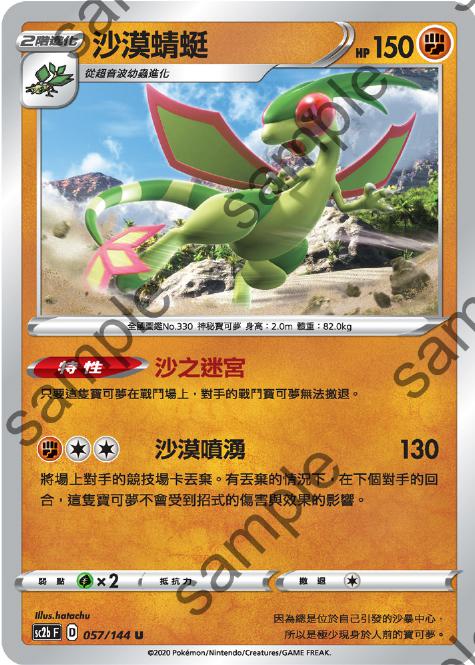 2階進化
沙漠蜻蜓
HP 150
從超音波幼蟲進化
全國圖鑑No.330 神秘寶可夢 身高：2.0m 體重：82.0kg
特性 沙之迷宮
只要這隻寶可夢在戰鬥場上，對手的戰鬥寶可夢無法撤退。
沙漠噴湧 130
將場上對手的競技場卡丟棄。有丟棄的情況下，在下個對手的回
合，這隻寶可夢不會受到招式的傷害與效果的影響。
弱點 ×2 抵抗力 撤退
Illus.hatachu
sc2b F D 057/144 U
因為總是位於自己引發的沙暴中心，
所以是極少現身於人前的寶可夢。
©2020 Pokémon/Nintendo/Creatures/GAME FREAK.
sample
sample
sample
sample
sample
sample
sample